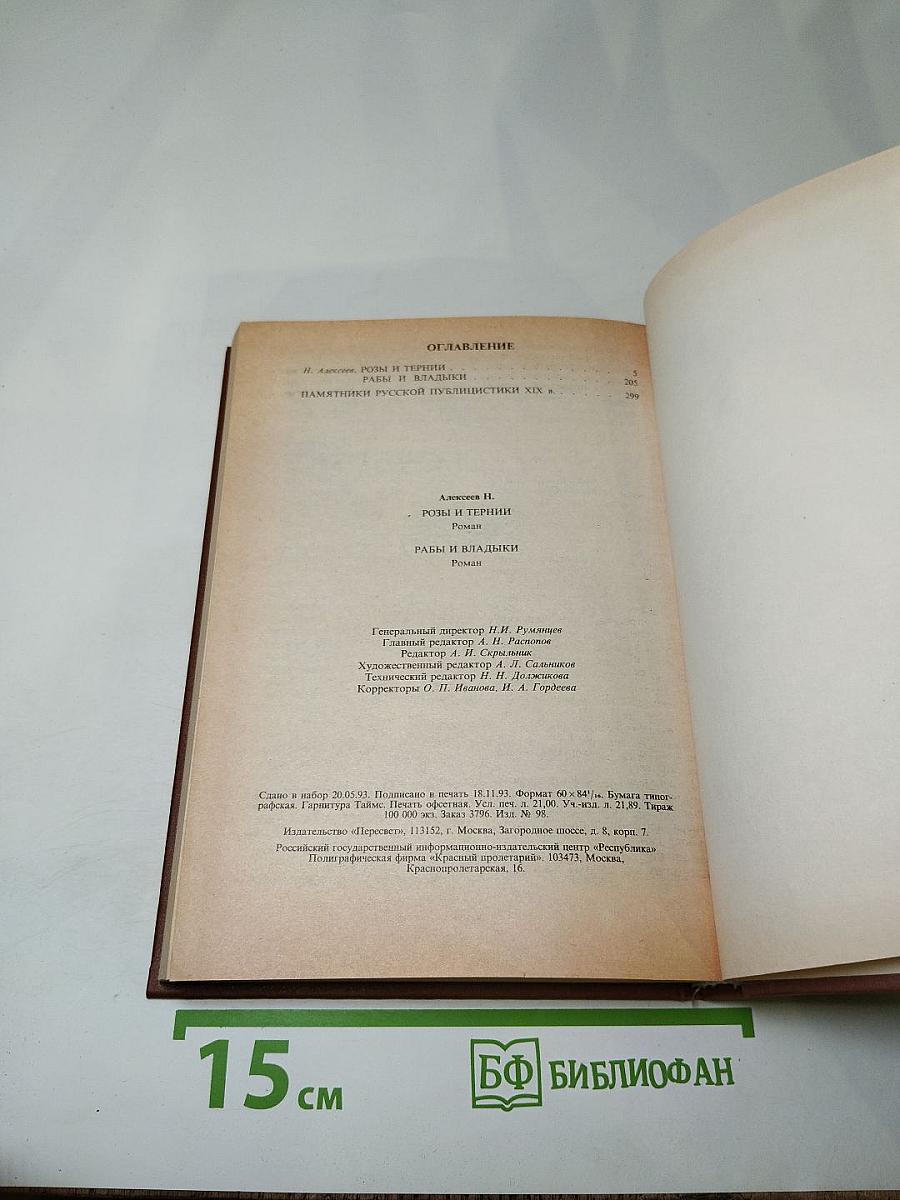 ОГЛАВЛЕНИЕ
Н. Алексеев. РОЗЫ И ТЕРНИИ . . . . . . . . . . . . . . 5
РАБЫ И ВЛАДЫКИ . . . . . . . . . . . . . 205
ПАМЯТНИКИ РУССКОЙ ПУБЛИЦИСТИКИ XIX в. . . . . . 299
Алексеев Н.
РОЗЫ И ТЕРНИИ
Роман
РАБЫ И ВЛАДЫКИ
Роман
Генеральный директор Н.И. Румянцев
Главный редактор А. Н. Распопов
Редактор А. И. Скрыльник
Художественный редактор А. Л. Сальников
Технический редактор Н. Н. Должикова
Корректоры О. П. Иванова, И. А. Гордеева
Сдано в набор 20.05.93. Подписано в печать 18.11.93. Формат 60×84¹/₁₆. Бумага типо-
графская. Гарнитура Таймс. Печать офсетная. Усл. печ. л. 21,00. Уч.-изд. л. 21,89. Тираж
100 000 экз. Заказ 3796. Изд. № 98.
Издательство «Пересвет», 113152, г. Москва, Загородное шоссе, д. 8, корп. 7.
Российский государственный информационно-издательский центр «Республика»
Полиграфическая фирма «Красный пролетарий». 103473, Москва,
Краснопролетарская, 16.
15 см
БФ БИБЛИОФАН